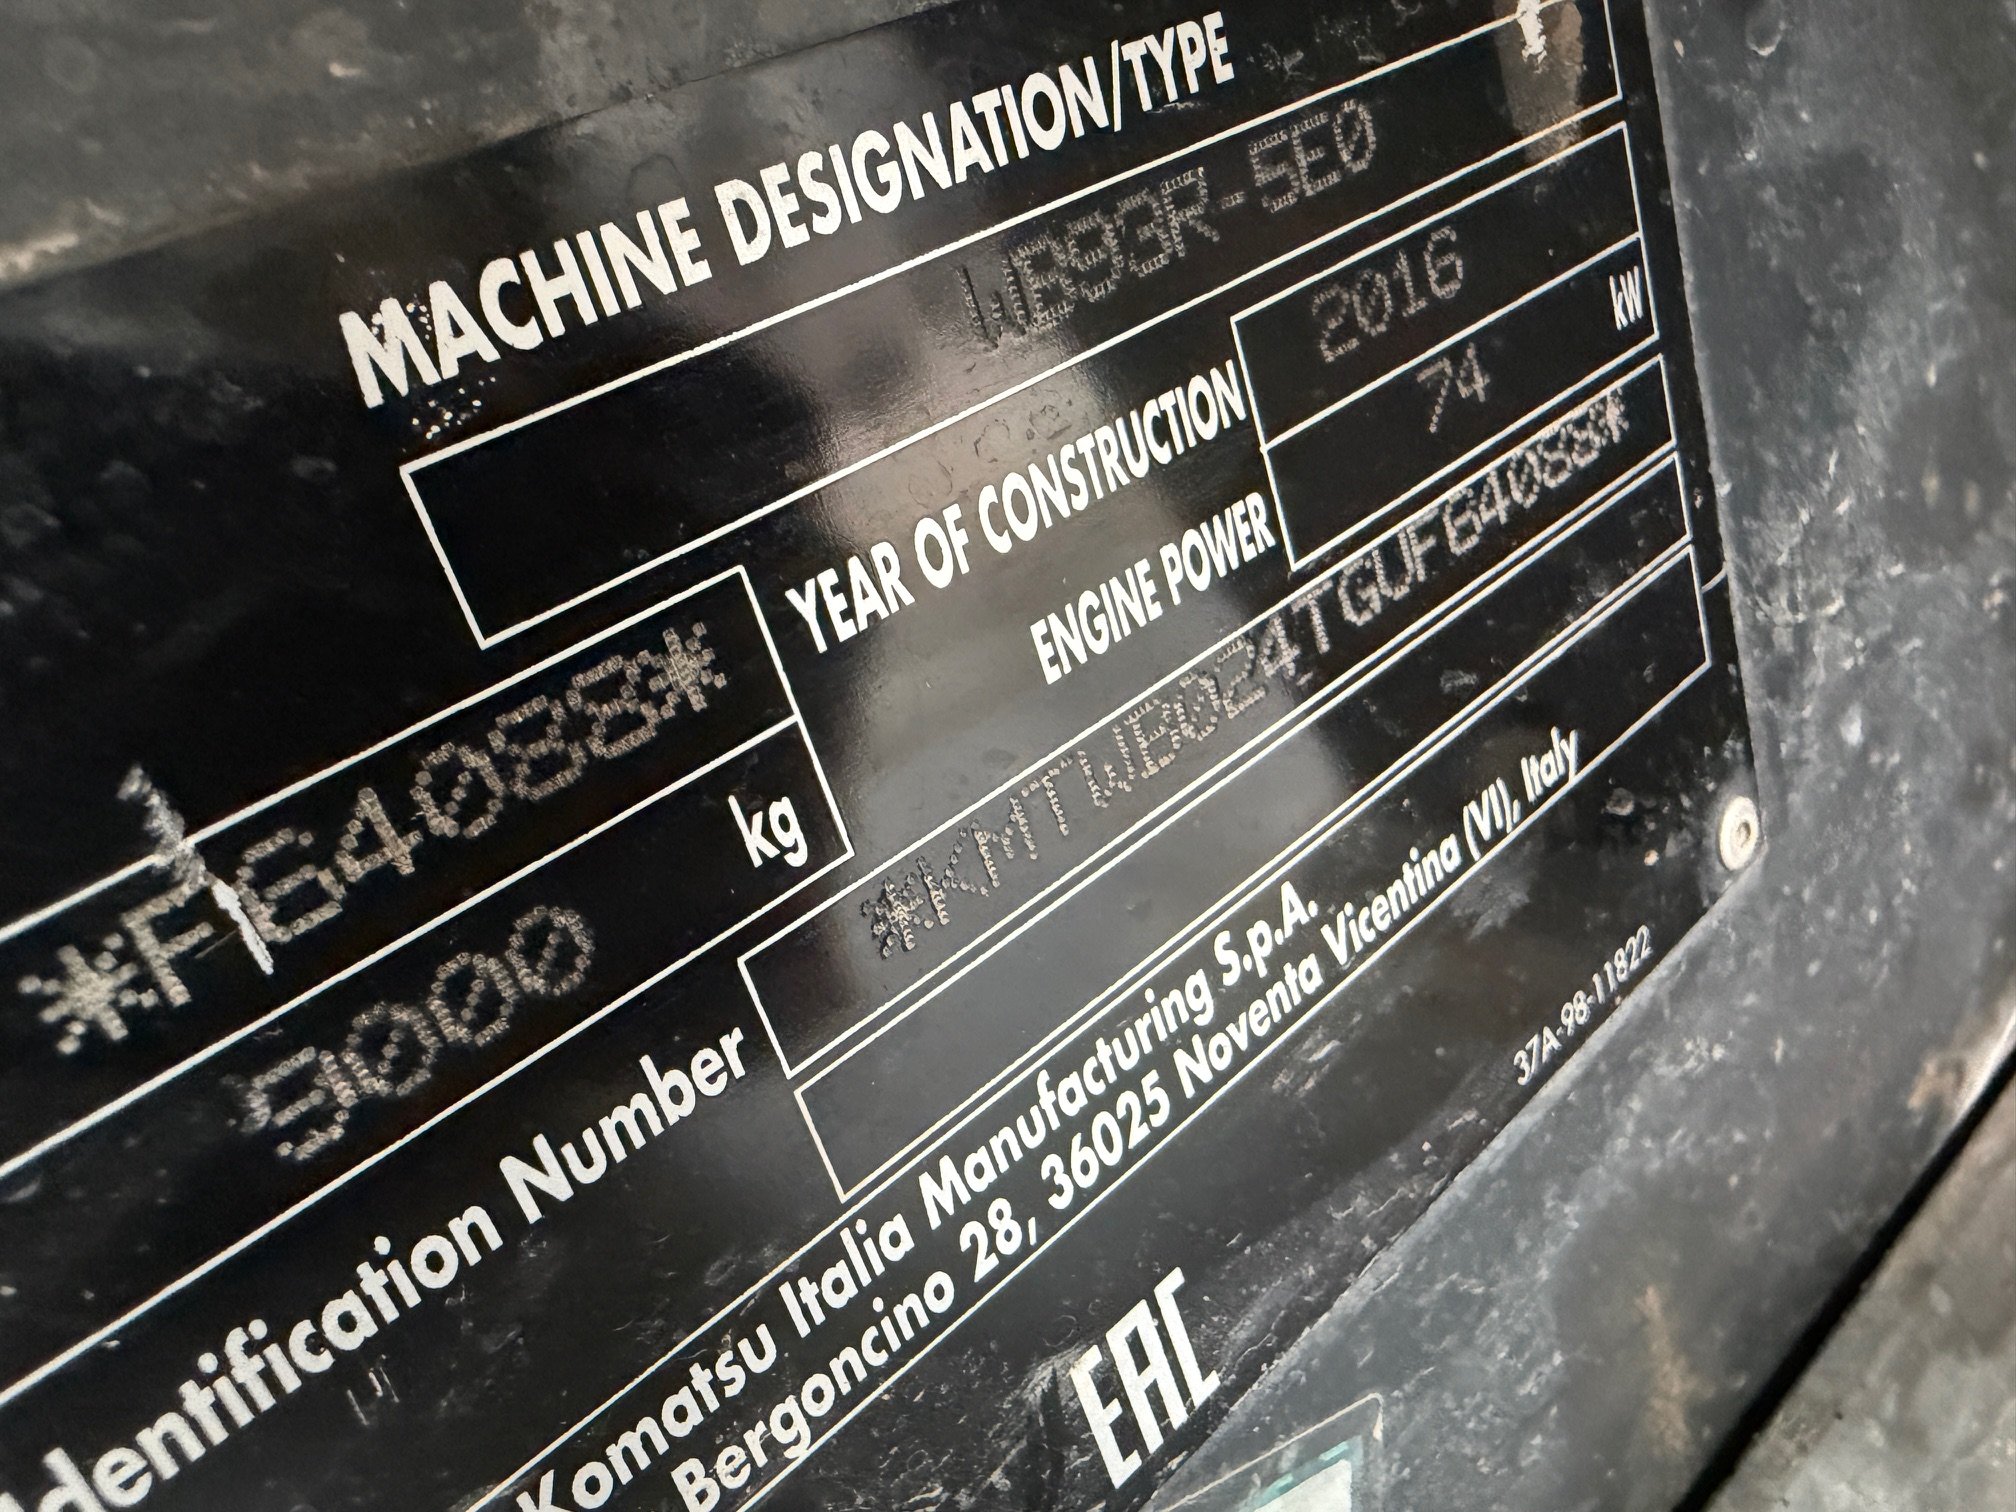 MACHINE DESIGNATION/TYPE
WB93R-5E0
*F64088*
YEAR OF CONSTRUCTION 2016
9000 kg
ENGINE POWER 74 kW
Identification Number *KMTWB024TGUF64088*
Komatsu Italia Manufacturing S.p.A.
Bergoncino 28, 36025 Noventa Vicentina (VI), Italy
37A-98-11822
EAC